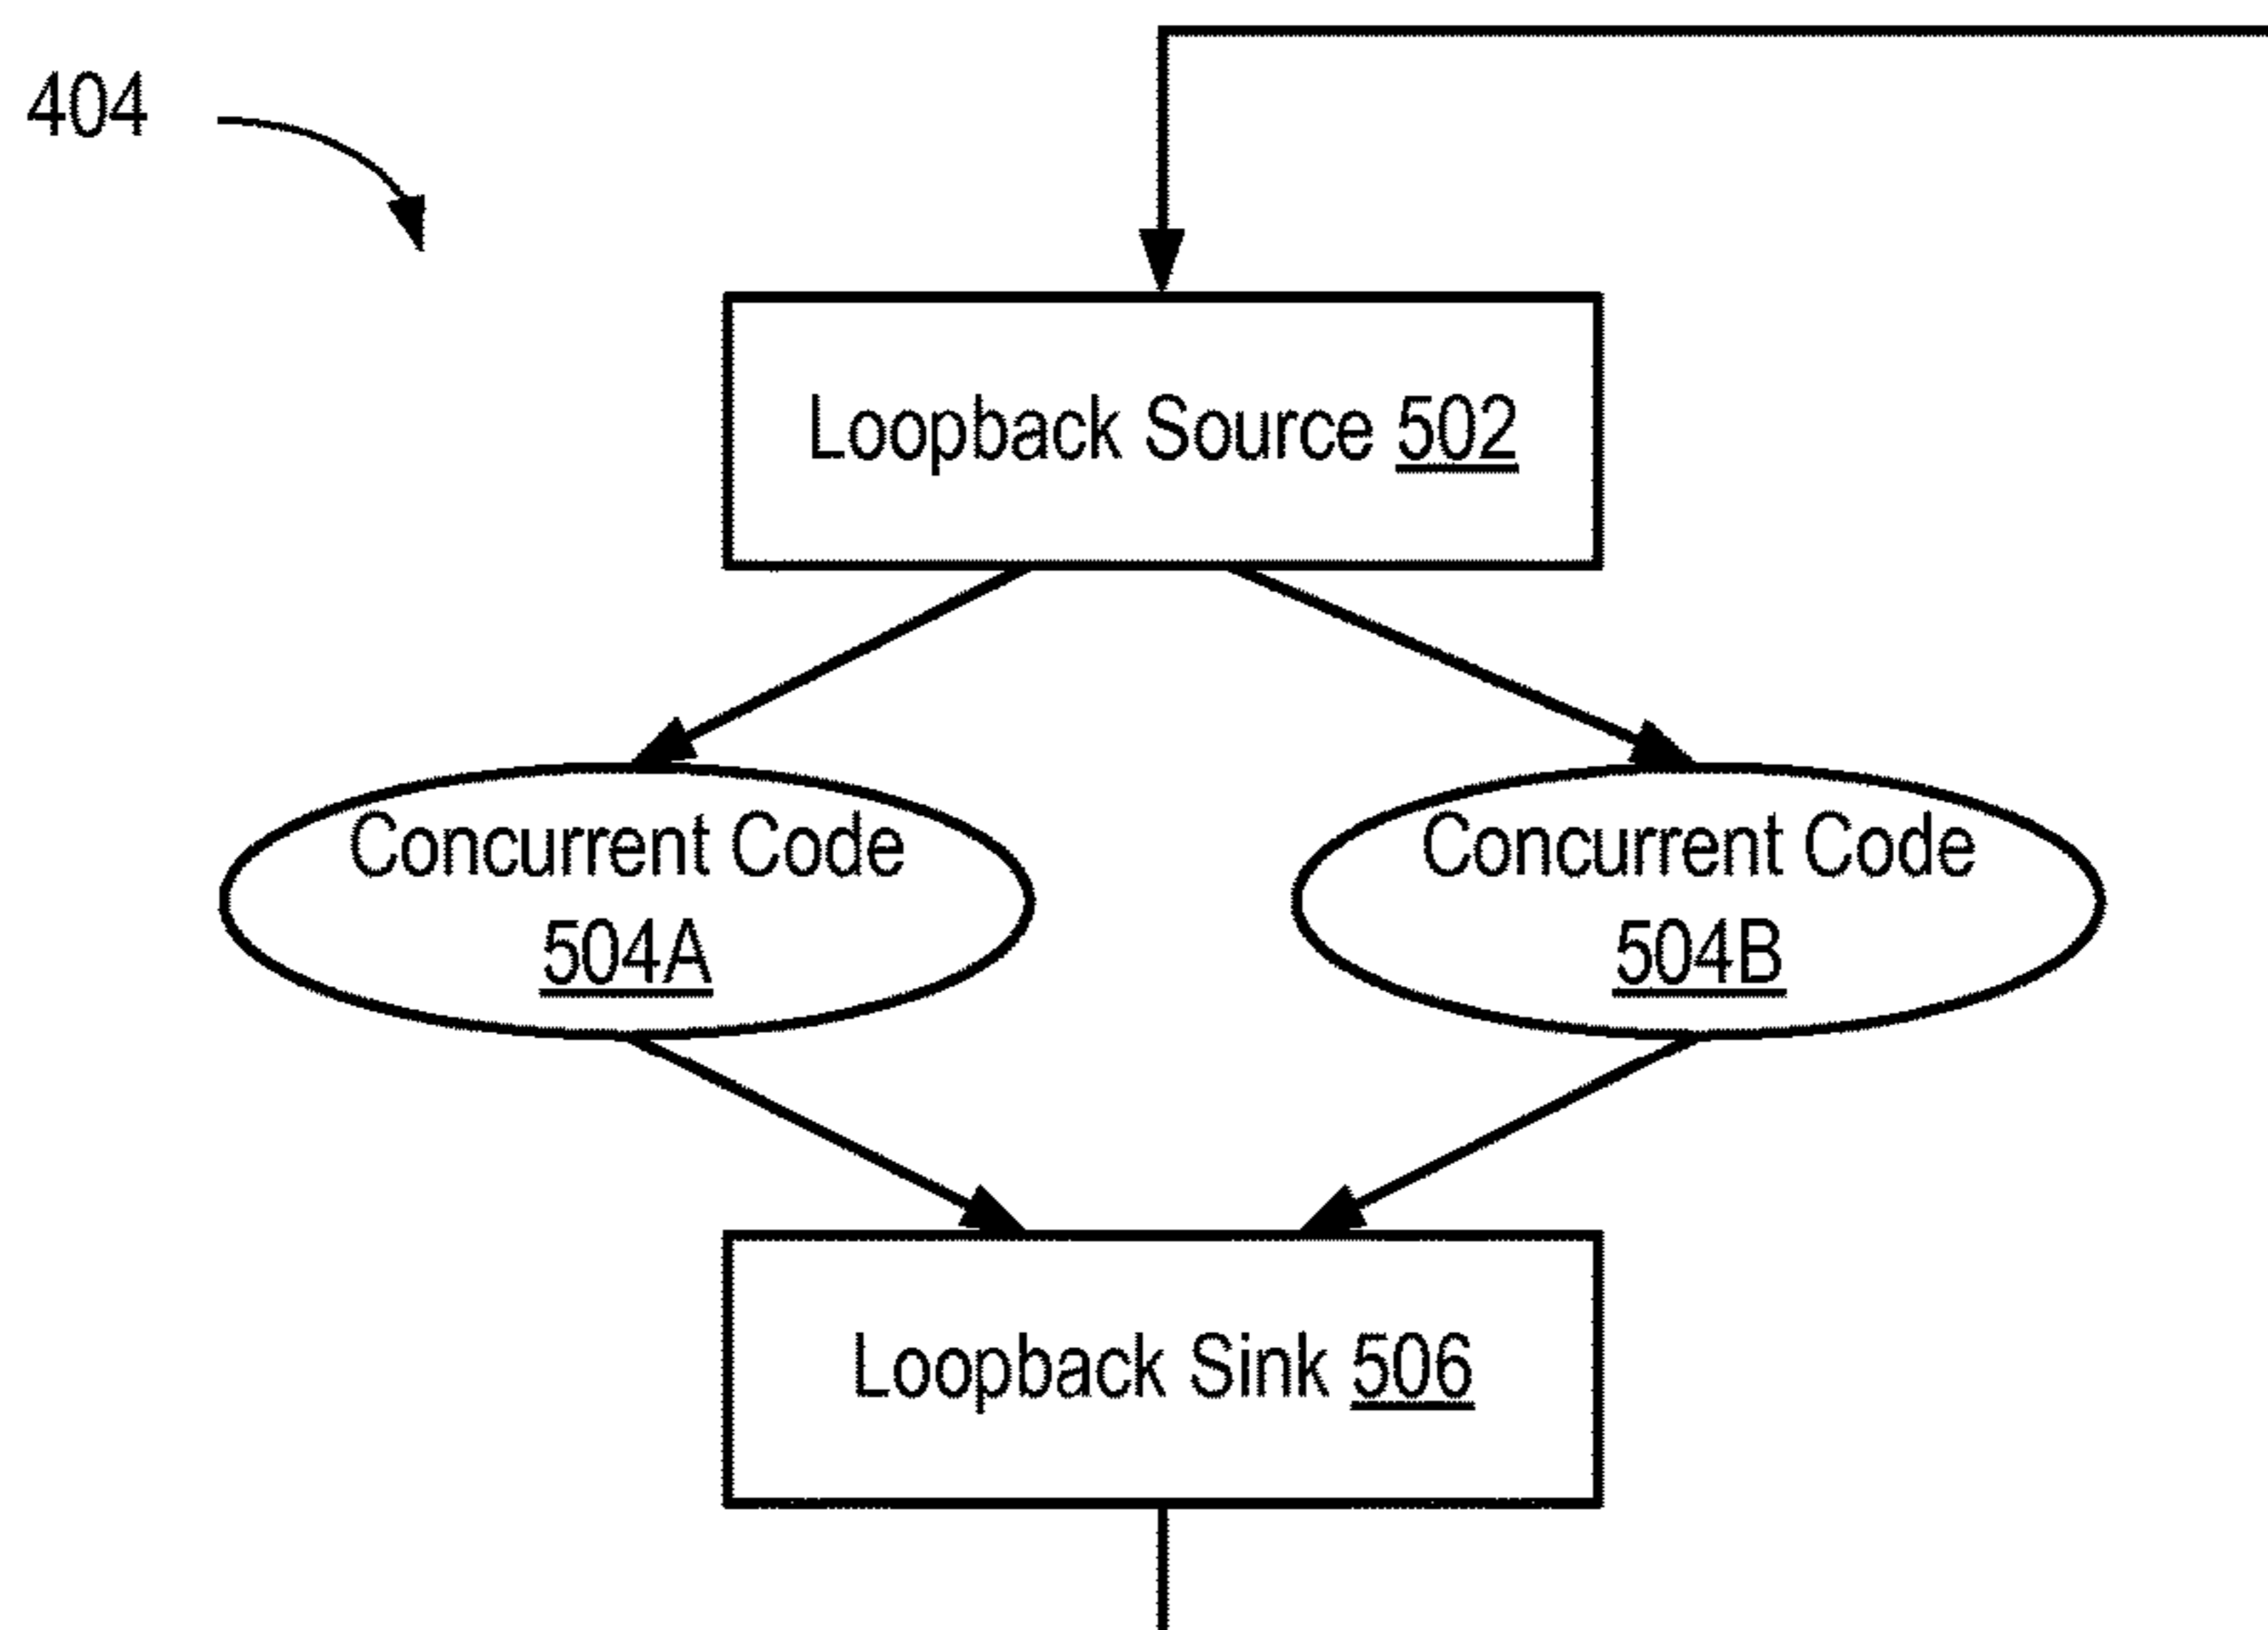 404
Loopback Source 502
Concurrent Code
504A
Concurrent Code
504B
Loopback Sink 506